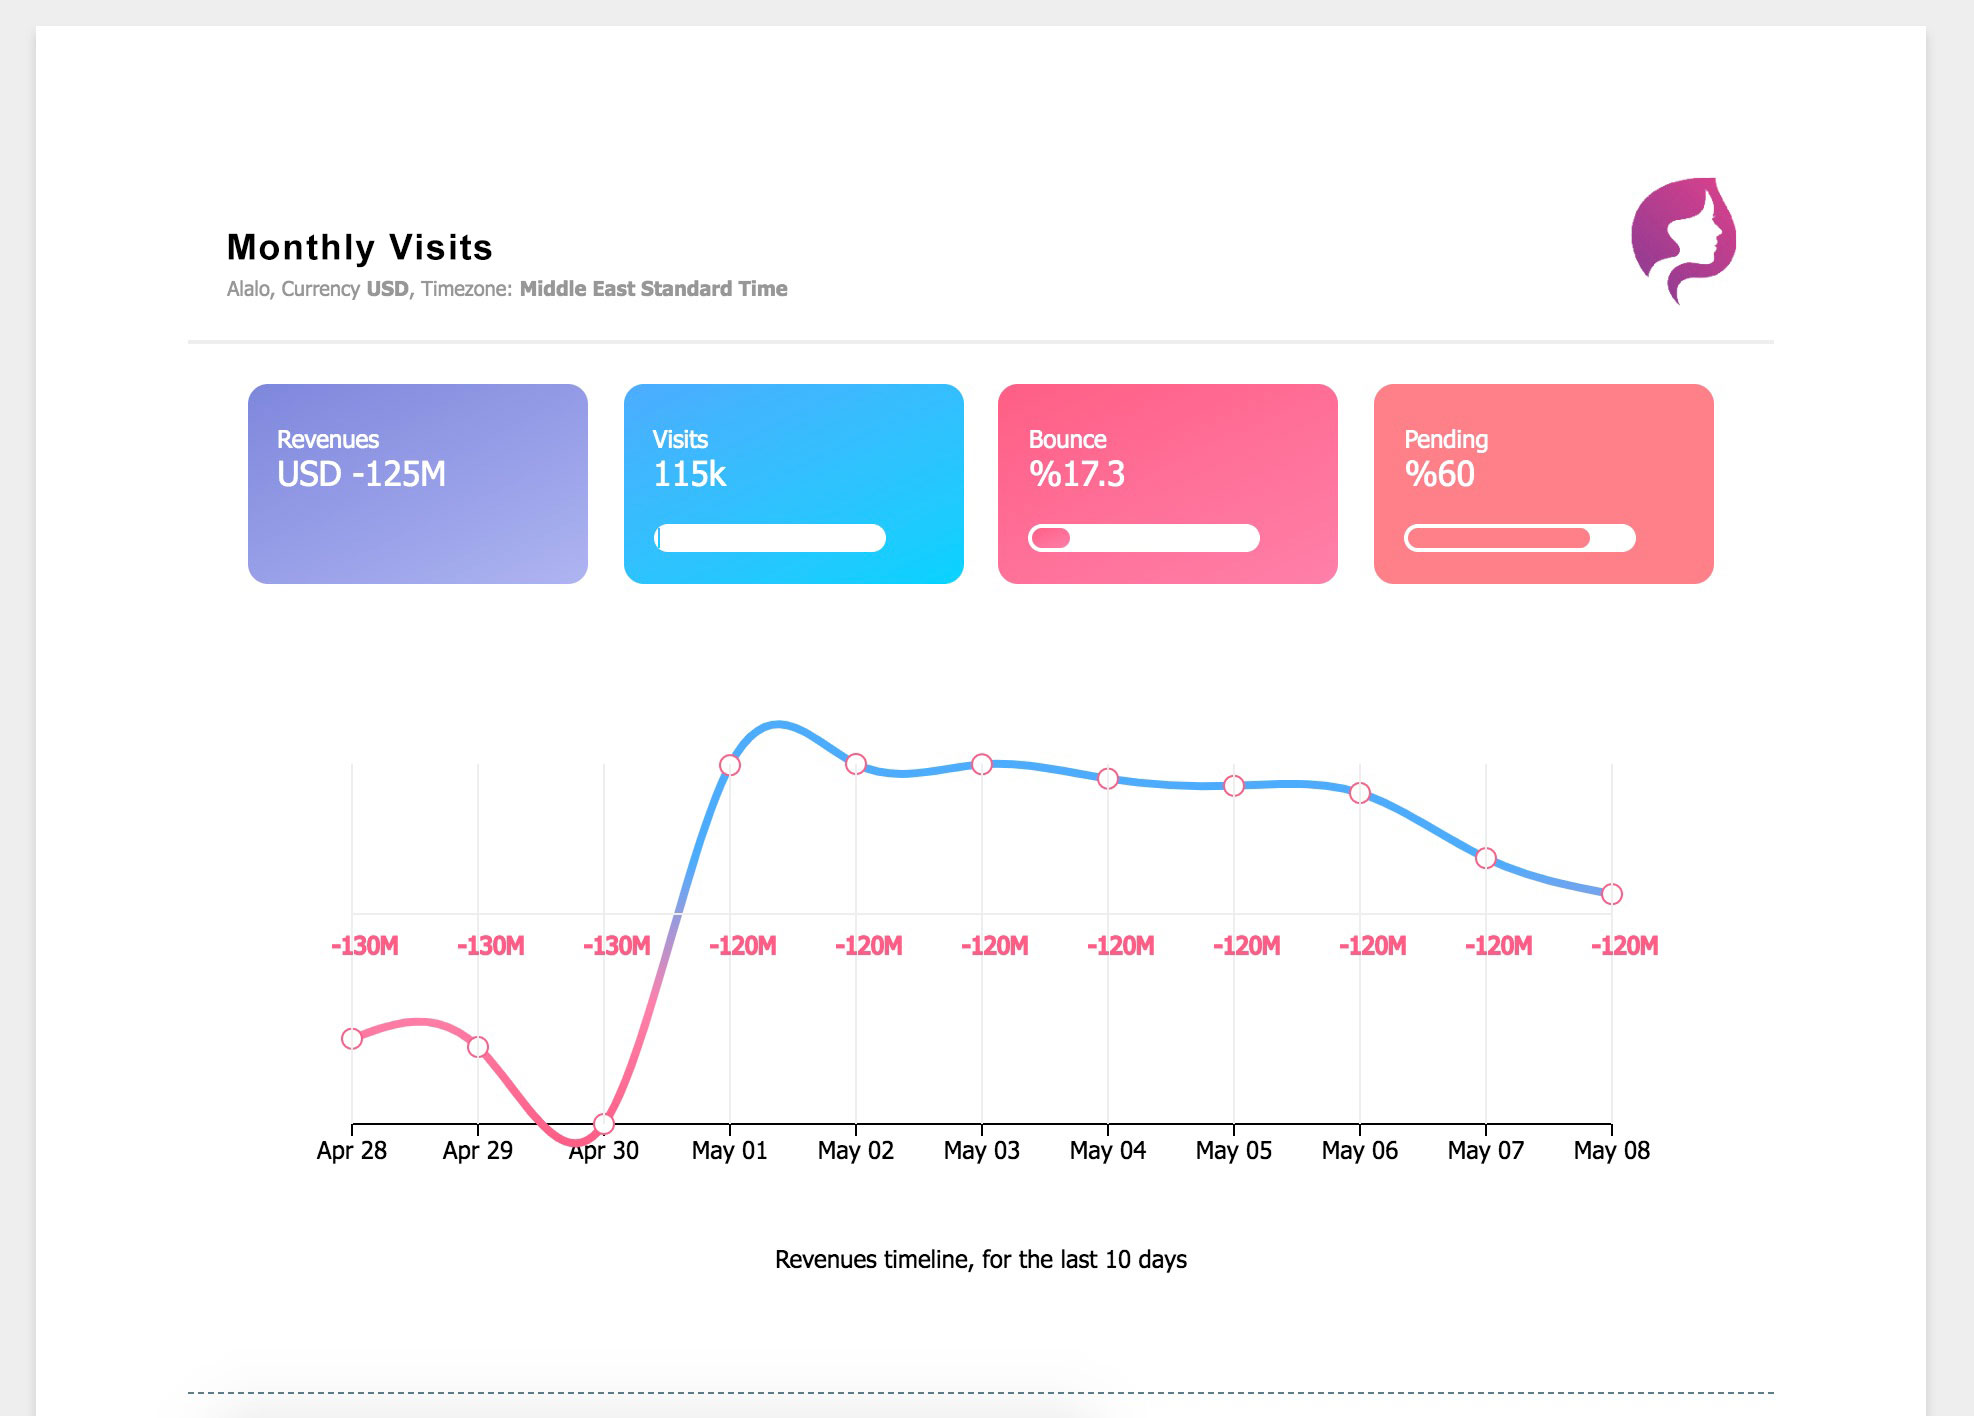 Monthly Visits
Alalo, Currency USD, Timezone: Middle East Standard Time
Revenues
USD -125M
Visits
115k
Bounce
%17.3
Pending
%60
-130M -130M -130M -120M -120M -120M -120M -120M -120M -120M -120M
Apr 28 Apr 29 Apr 30 May 01 May 02 May 03 May 04 May 05 May 06 May 07 May 08
Revenues timeline, for the last 10 days